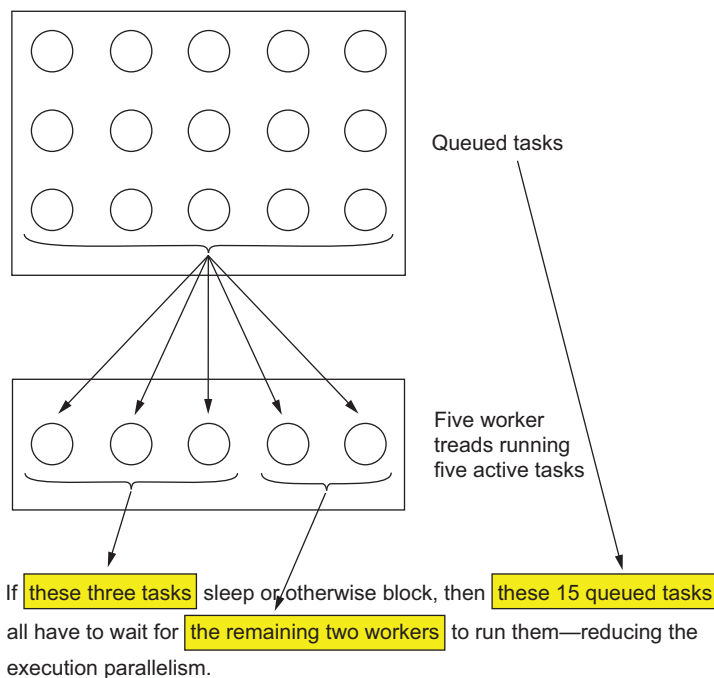 Queued tasks
Five worker
treads running
five active tasks
If these three tasks sleep or otherwise block, then these 15 queued tasks
all have to wait for the remaining two workers to run them—reducing the
execution parallelism.